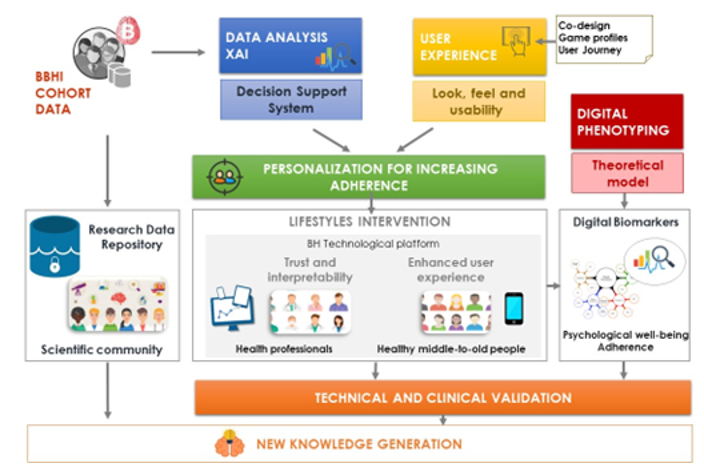 BBHI
COHORT
DATA
DATA ANALYSIS
XAI
Decision Support
System
USER
EXPERIENCE
Look, feel and
usability
Co-design
Game profiles
User Journey
DIGITAL
PHENOTYPING
Theoretical
model
PERSONALIZATION FOR INCREASING
ADHERENCE
Research Data
Repository
Scientific community
LIFESTYLES INTERVENTION
BH Technological platform
Trust and
interpretability
Health professionals
Enhanced user
experience
Healthy middle-to-old people
Digital Biomarkers
Psychological well-being
Adherence
TECHNICAL AND CLINICAL VALIDATION
NEW KNOWLEDGE GENERATION